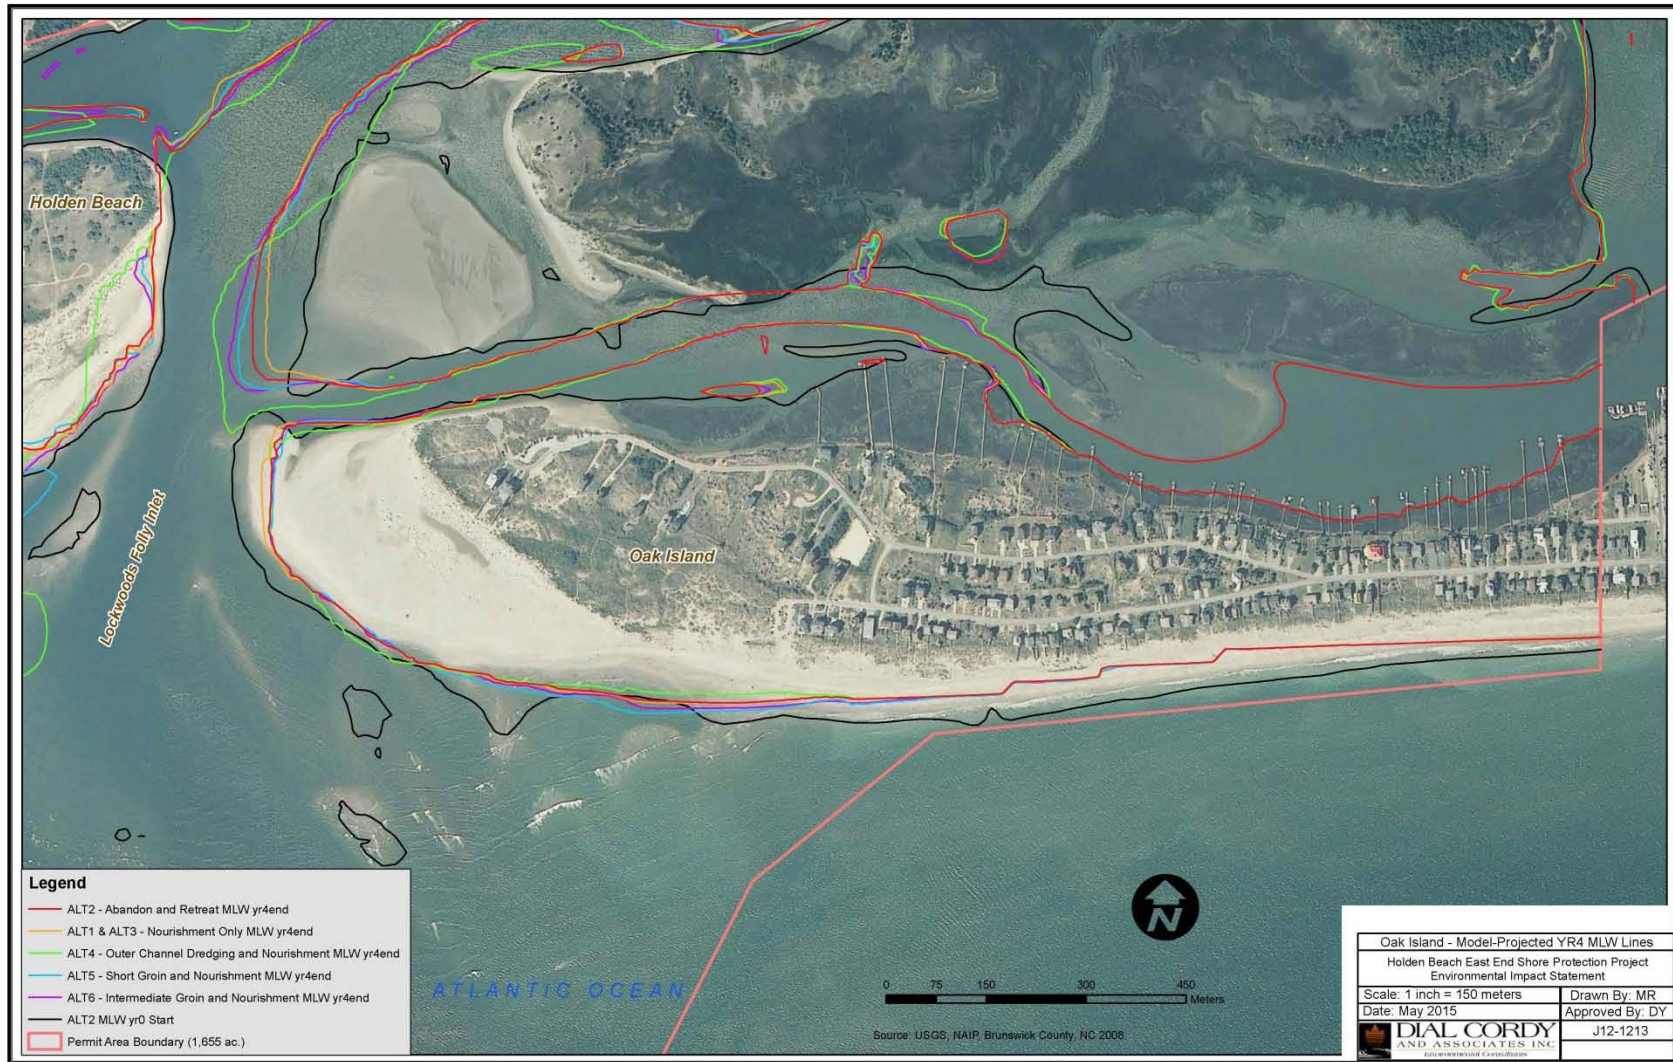 Holden Beach
Lockwoods Folly Inlet
Oak Island
ATLANTIC OCEAN
Legend
ALT2 - Abandon and Retreat MLW yr4end
ALT1 & ALT3 - Nourishment Only MLW yr4end
ALT4 - Outer Channel Dredging and Nourishment MLW yr4end
ALT5 - Short Groin and Nourishment MLW yr4end
ALT6 - Intermediate Groin and Nourishment MLW yr4end
ALT2 MLW yr0 Start
Permit Area Boundary (1,655 ac.)
N
0 75 150 300 450
Meters
Source: USGS, NAIP, Brunswick County, NC 2008.
Oak Island - Model-Projected YR4 MLW Lines
Holden Beach East End Shore Protection Project
Environmental Impact Statement
Scale: 1 inch = 150 meters
Drawn By: MR
Date: May 2015
Approved By: DY
DIAL CORDY
AND ASSOCIATES INC
Environmental Consultants
J12-1213